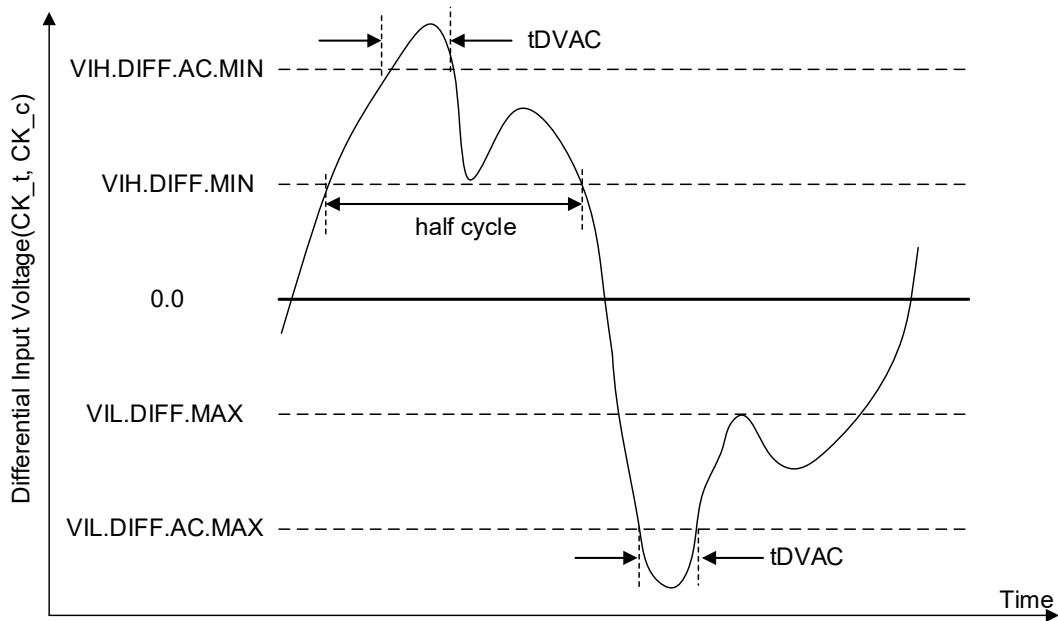 tDVAC
VIH.DIFF.AC.MIN
VIH.DIFF.MIN
half cycle
0.0
Differential Input Voltage(CK_t, CK_c)
VIL.DIFF.MAX
VIL.DIFF.AC.MAX
tDVAC
Time